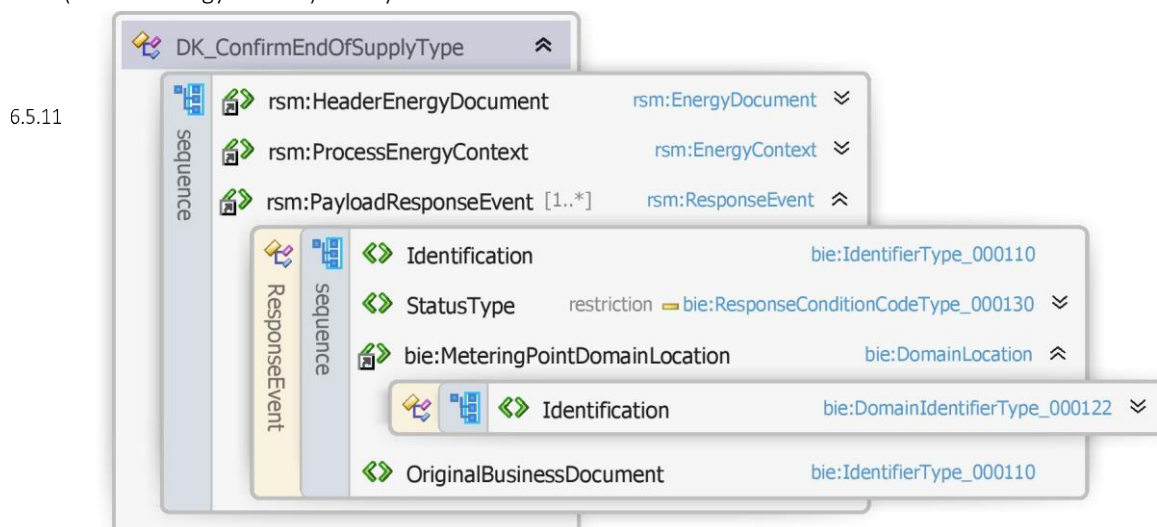 DK_ConfirmEndOfSupplyType
6.5.11
sequence
rsm:HeaderEnergyDocument rsm:EnergyDocument
rsm:ProcessEnergyContext rsm:EnergyContext
rsm:PayloadResponseEvent [1..*] rsm:ResponseEvent
ResponseEvent
sequence
Identification bie:IdentifierType_000110
StatusType restriction bie:ResponseConditionCodeType_000130
bie:MeteringPointDomainLocation bie:DomainLocation
Identification bie:DomainIdentifierType_000122
OriginalBusinessDocument bie:IdentifierType_000110